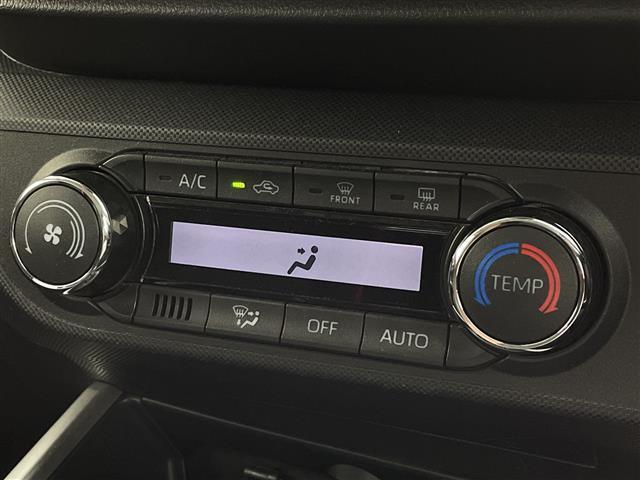 A/C
FRONT
REAR
TEMP
OFF
AUTO